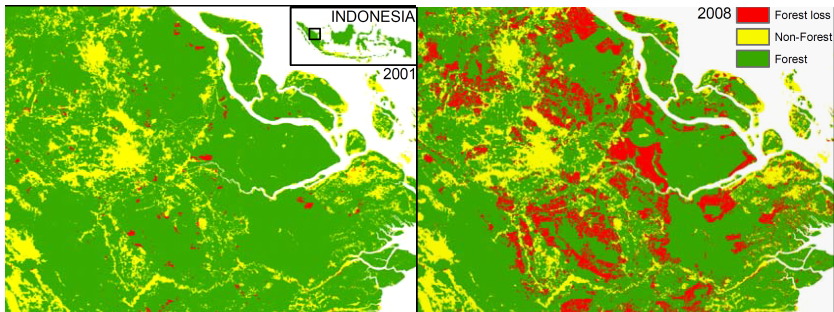 INDONESIA
2001
2008
Forest loss
Non-Forest
Forest